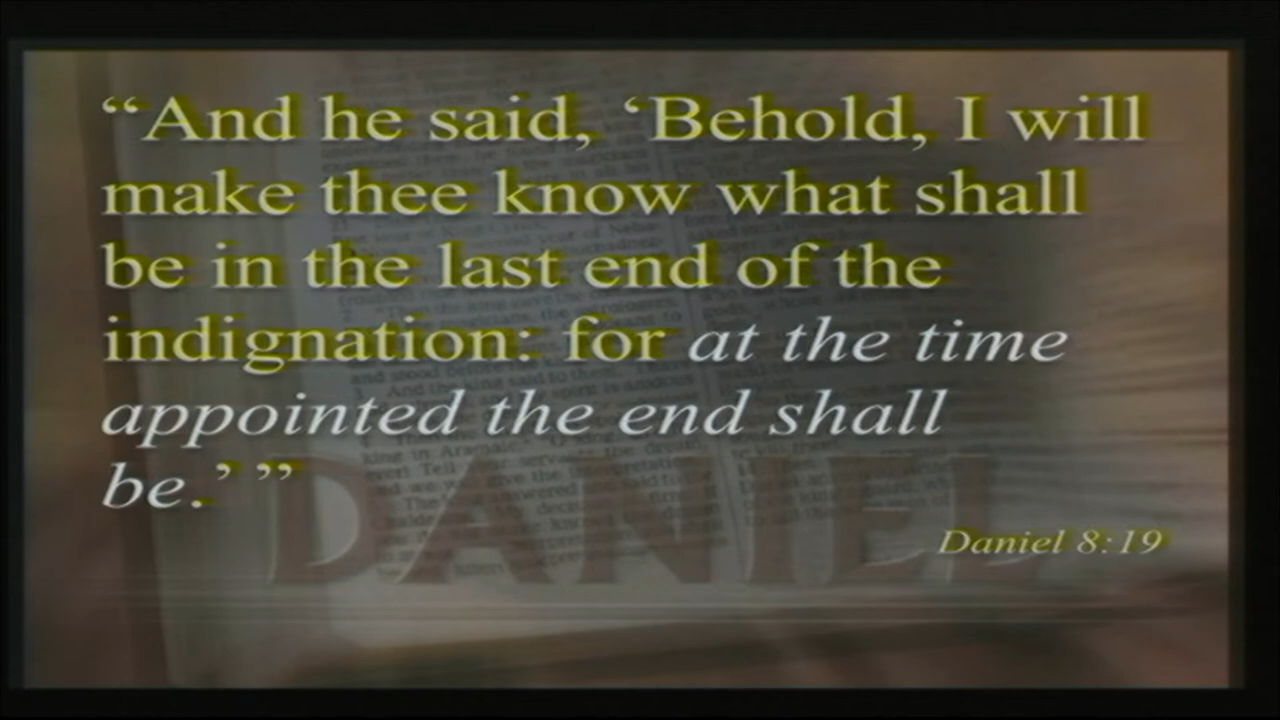 “And he said, ‘Behold, I will
make thee know what shall
be in the last end of the
indignation: for at the time
appointed the end shall
be.’ ”
Daniel 8:19
DANIEL